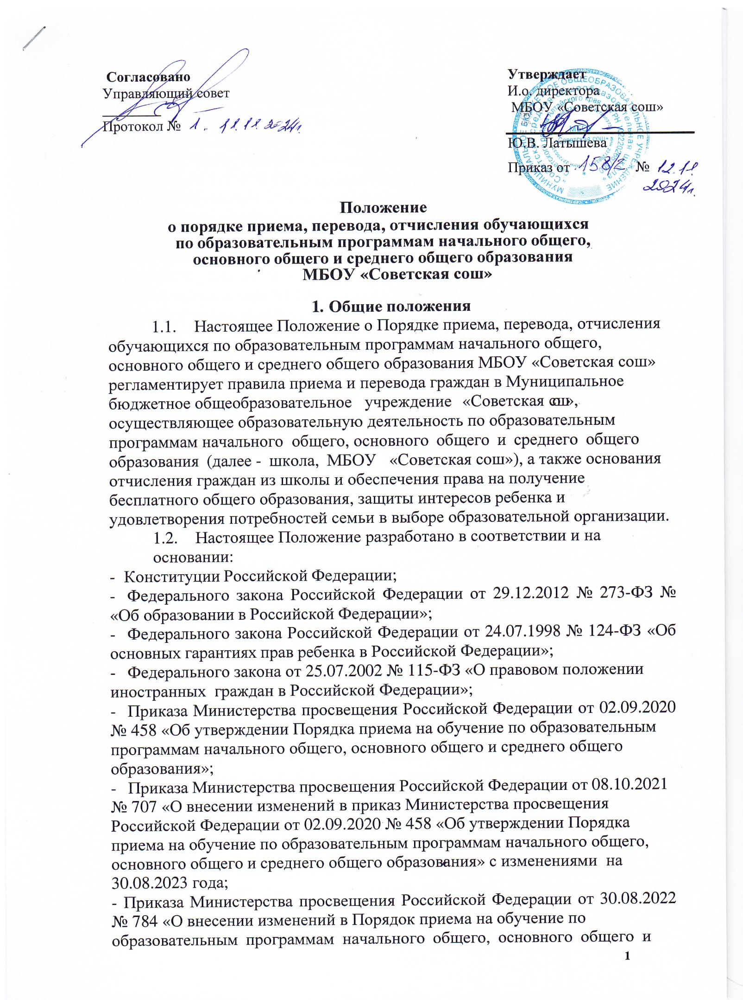 Согласовано
Управляющий совет
Протокол № 1. 11.11.2024г.
Утверждает
И.о. директора
МБОУ «Советская сош»
Ю.В. Латышева
Приказ от 158/2 № 12.11.
2024г.
Положение
о порядке приема, перевода, отчисления обучающихся
по образовательным программам начального общего,
основного общего и среднего общего образования
МБОУ «Советская сош»
1. Общие положения
1.1. Настоящее Положение о Порядке приема, перевода, отчисления
обучающихся по образовательным программам начального общего,
основного общего и среднего общего образования МБОУ «Советская сош»
регламентирует правила приема и перевода граждан в Муниципальное
бюджетное общеобразовательное учреждение «Советская сош»,
осуществляющее образовательную деятельность по образовательным
программам начального общего, основного общего и среднего общего
образования (далее - школа, МБОУ «Советская сош»), а также основания
отчисления граждан из школы и обеспечения права на получение
бесплатного общего образования, защиты интересов ребенка и
удовлетворения потребностей семьи в выборе образовательной организации.
1.2. Настоящее Положение разработано в соответствии и на
основании:
- Конституции Российской Федерации;
- Федерального закона Российской Федерации от 29.12.2012 № 273-ФЗ №
«Об образовании в Российской Федерации»;
- Федерального закона Российской Федерации от 24.07.1998 № 124-ФЗ «Об
основных гарантиях прав ребенка в Российской Федерации»;
- Федерального закона от 25.07.2002 № 115-ФЗ «О правовом положении
иностранных граждан в Российской Федерации»;
- Приказа Министерства просвещения Российской Федерации от 02.09.2020
№ 458 «Об утверждении Порядка приема на обучение по образовательным
программам начального общего, основного общего и среднего общего
образования»;
- Приказа Министерства просвещения Российской Федерации от 08.10.2021
№ 707 «О внесении изменений в приказ Министерства просвещения
Российской Федерации от 02.09.2020 № 458 «Об утверждении Порядка
приема на обучение по образовательным программам начального общего,
основного общего и среднего общего образования» с изменениями на
30.08.2023 года;
- Приказа Министерства просвещения Российской Федерации от 30.08.2022
№ 784 «О внесении изменений в Порядок приема на обучение по
образовательным программам начального общего, основного общего и
1